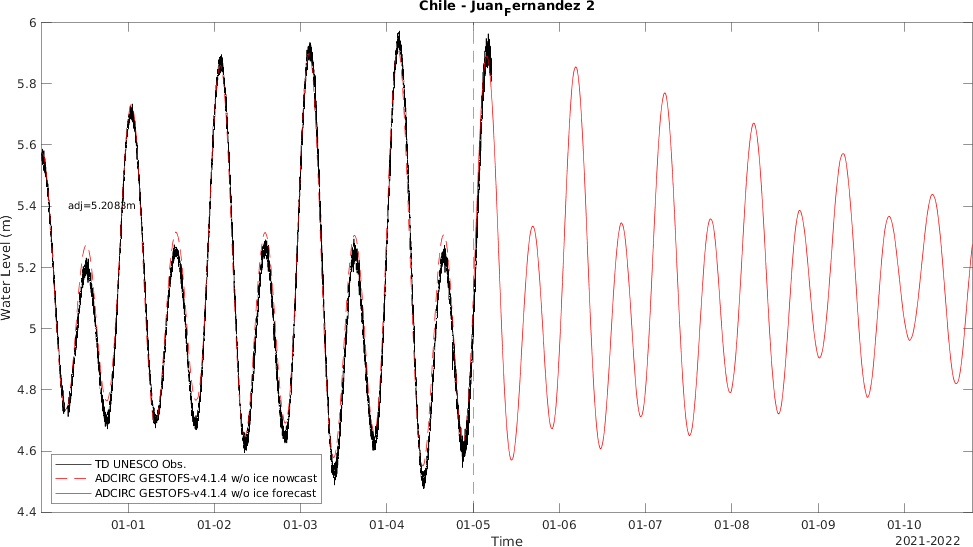 Chile - Juan_Fernandez 2
6
5.8
5.6
5.4
5.2
5
4.8
4.6
4.4
Water Level (m)
adj=5.2083m
TD UNESCO Obs.
ADCIRC GESTOFS-v4.1.4 w/o ice nowcast
ADCIRC GESTOFS-v4.1.4 w/o ice forecast
01-01
01-02
01-03
01-04
01-05
01-06
01-07
01-08
01-09
01-10
Time
2021-2022